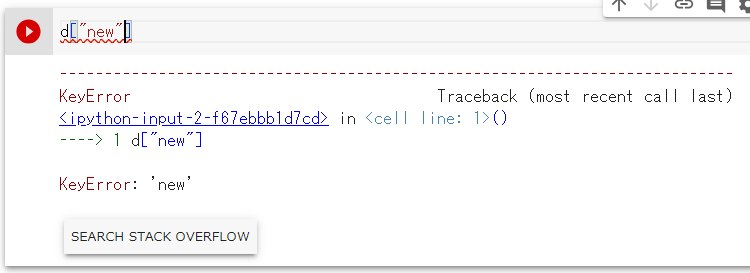 d["new"]
---------------------------------------------------------------------------
KeyError                                  Traceback (most recent call last)
<ipython-input-2-f67ebbb1d7cd> in <cell line: 1>()
----> 1 d["new"]
KeyError: 'new'
SEARCH STACK OVERFLOW